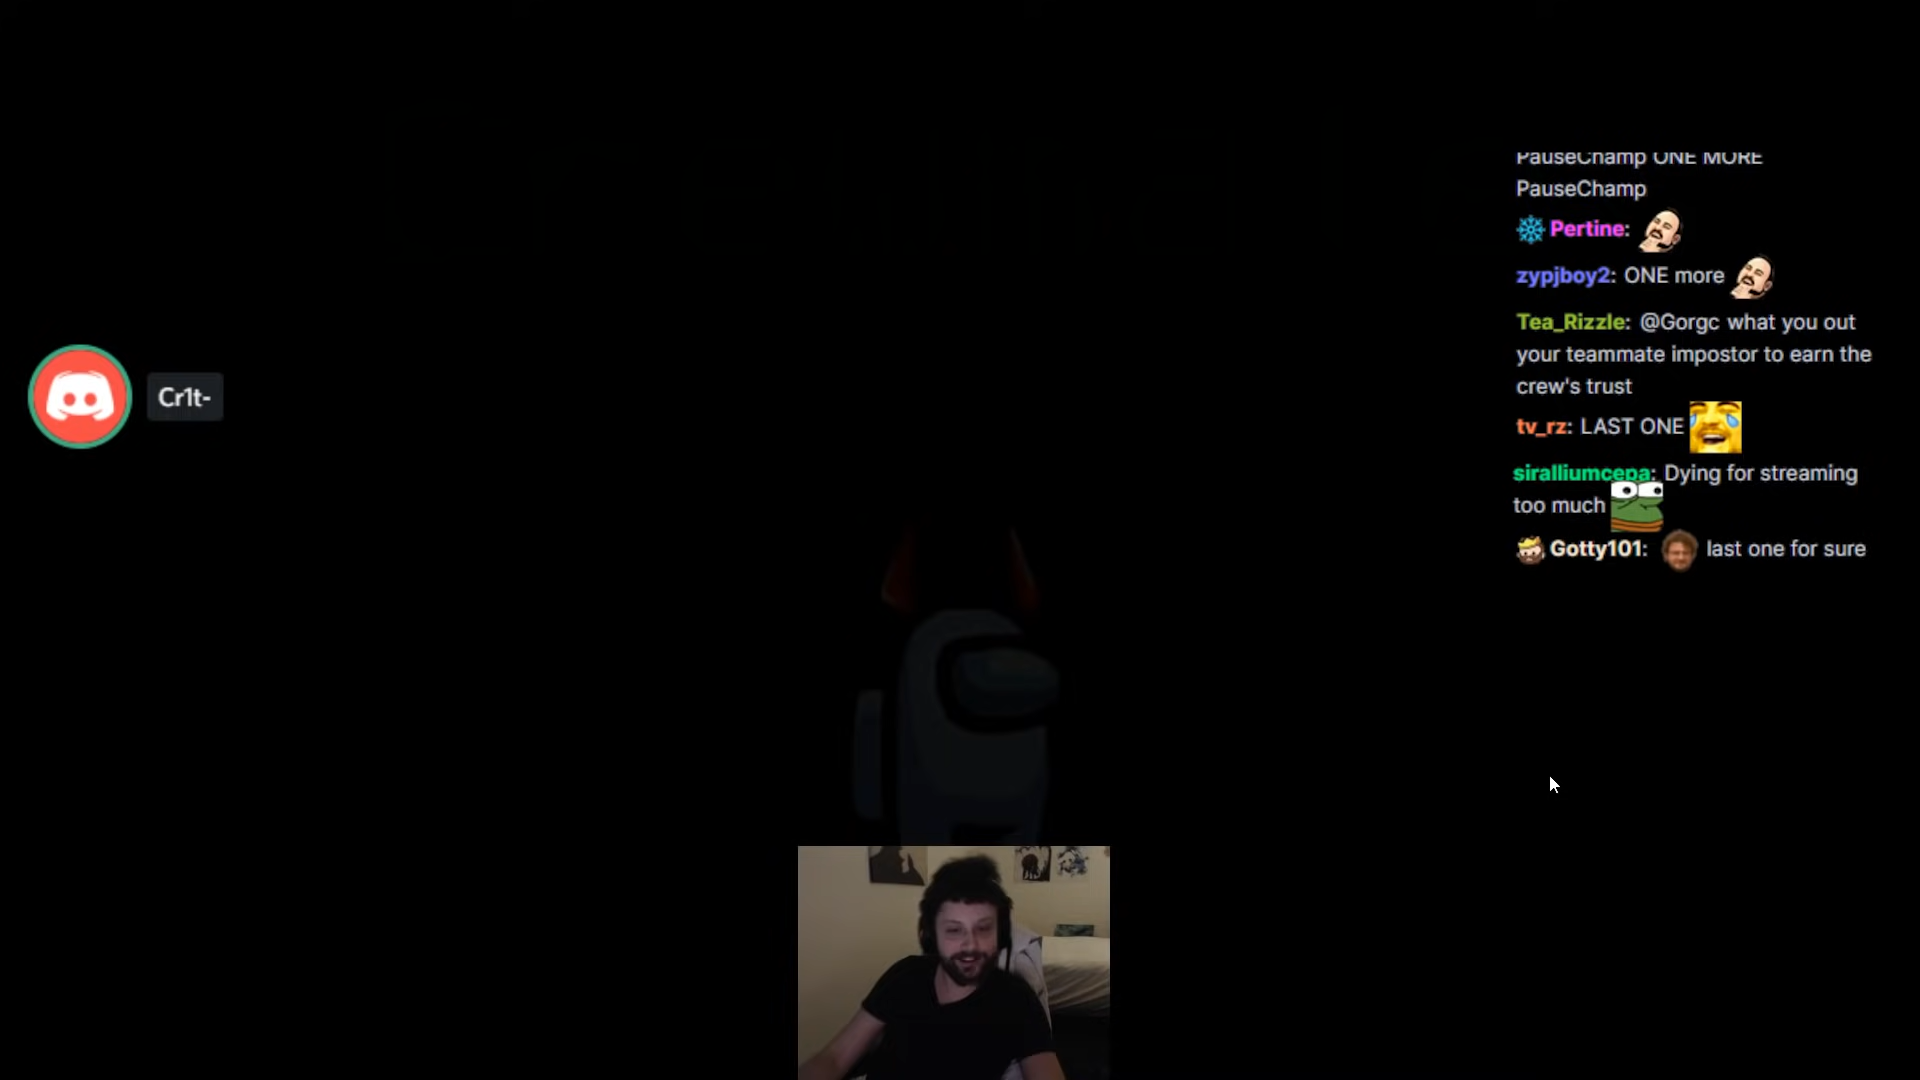 PauseChamp ONE MORE
PauseChamp
Pertine:
zypjboy2: ONE more
Tea_Rizzle: @Gorgc what you out
your teammate impostor to earn the
crew's trust
Cr1t-
tv_rz: LAST ONE
siralliumcepa: Dying for streaming
too much
Gotty101: last one for sure